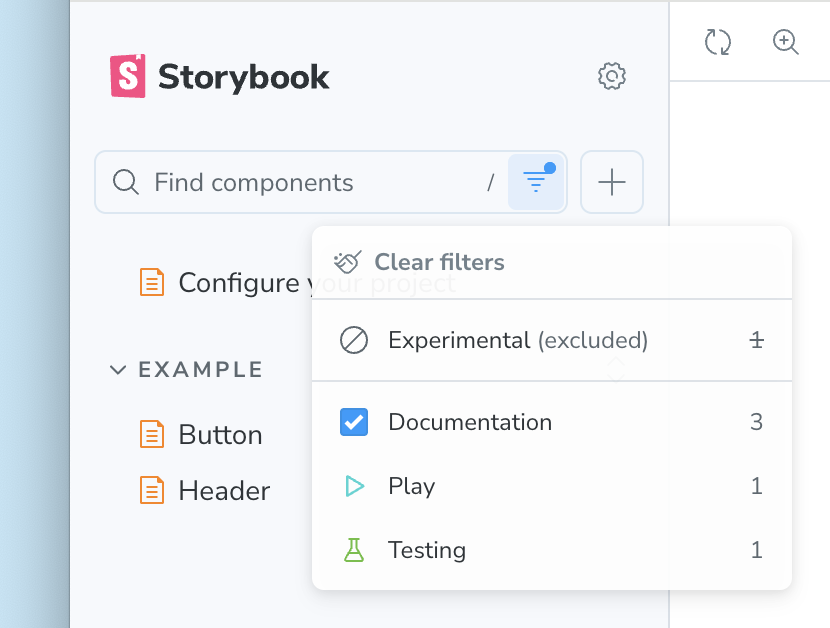 Storybook
Find components /
Clear filters
Configure your project
Experimental (excluded) 1
EXAMPLE
Documentation 3
Button
Play 1
Header
Testing 1